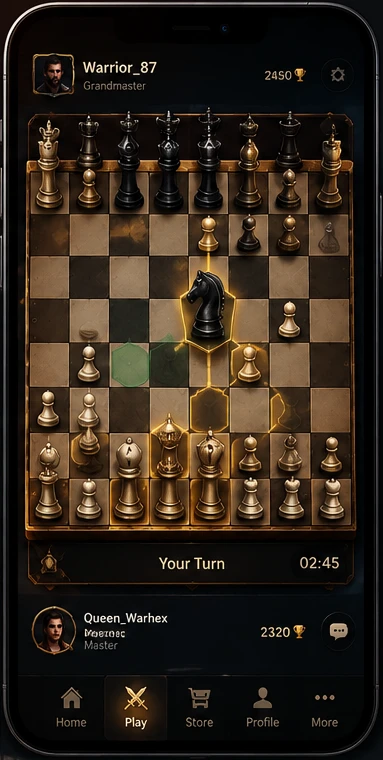 Warrior_87
Grandmaster
2450
Your Turn
02:45
Queen_Warhex
Master
2320
Home
Play
Store
Profile
More